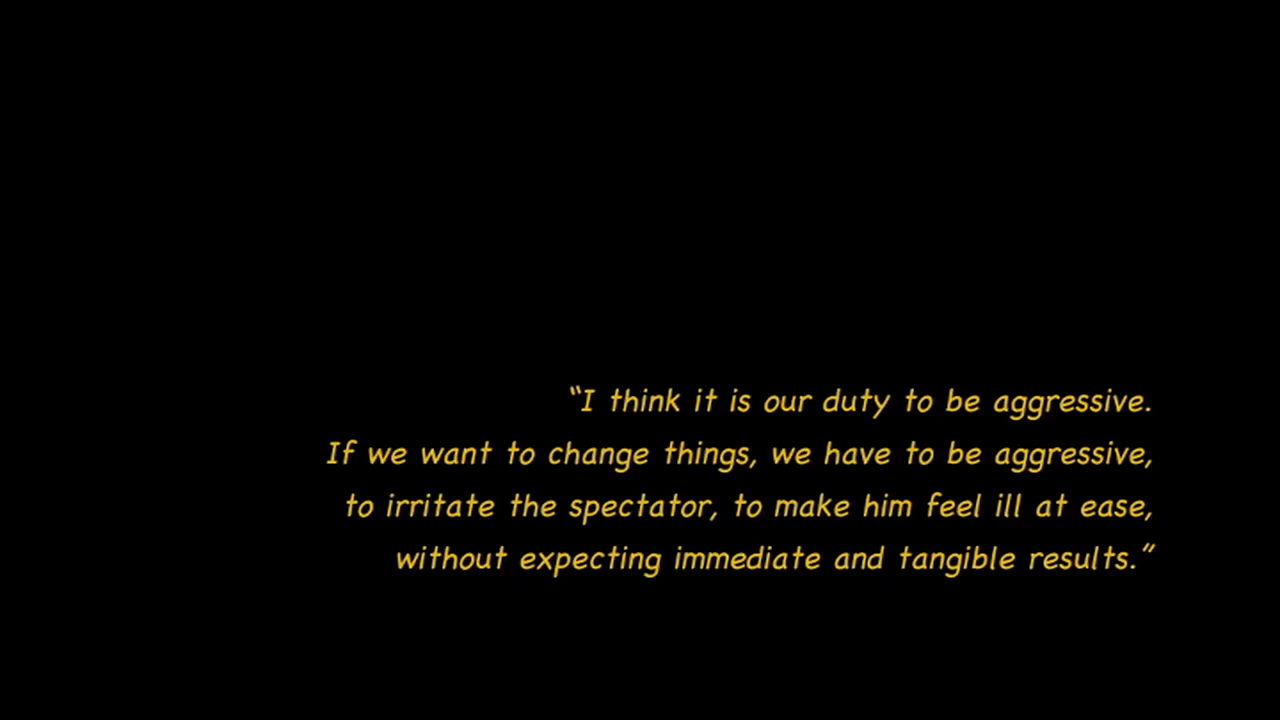 “I think it is our duty to be aggressive.
If we want to change things, we have to be aggressive,
to irritate the spectator, to make him feel ill at ease,
without expecting immediate and tangible results.”